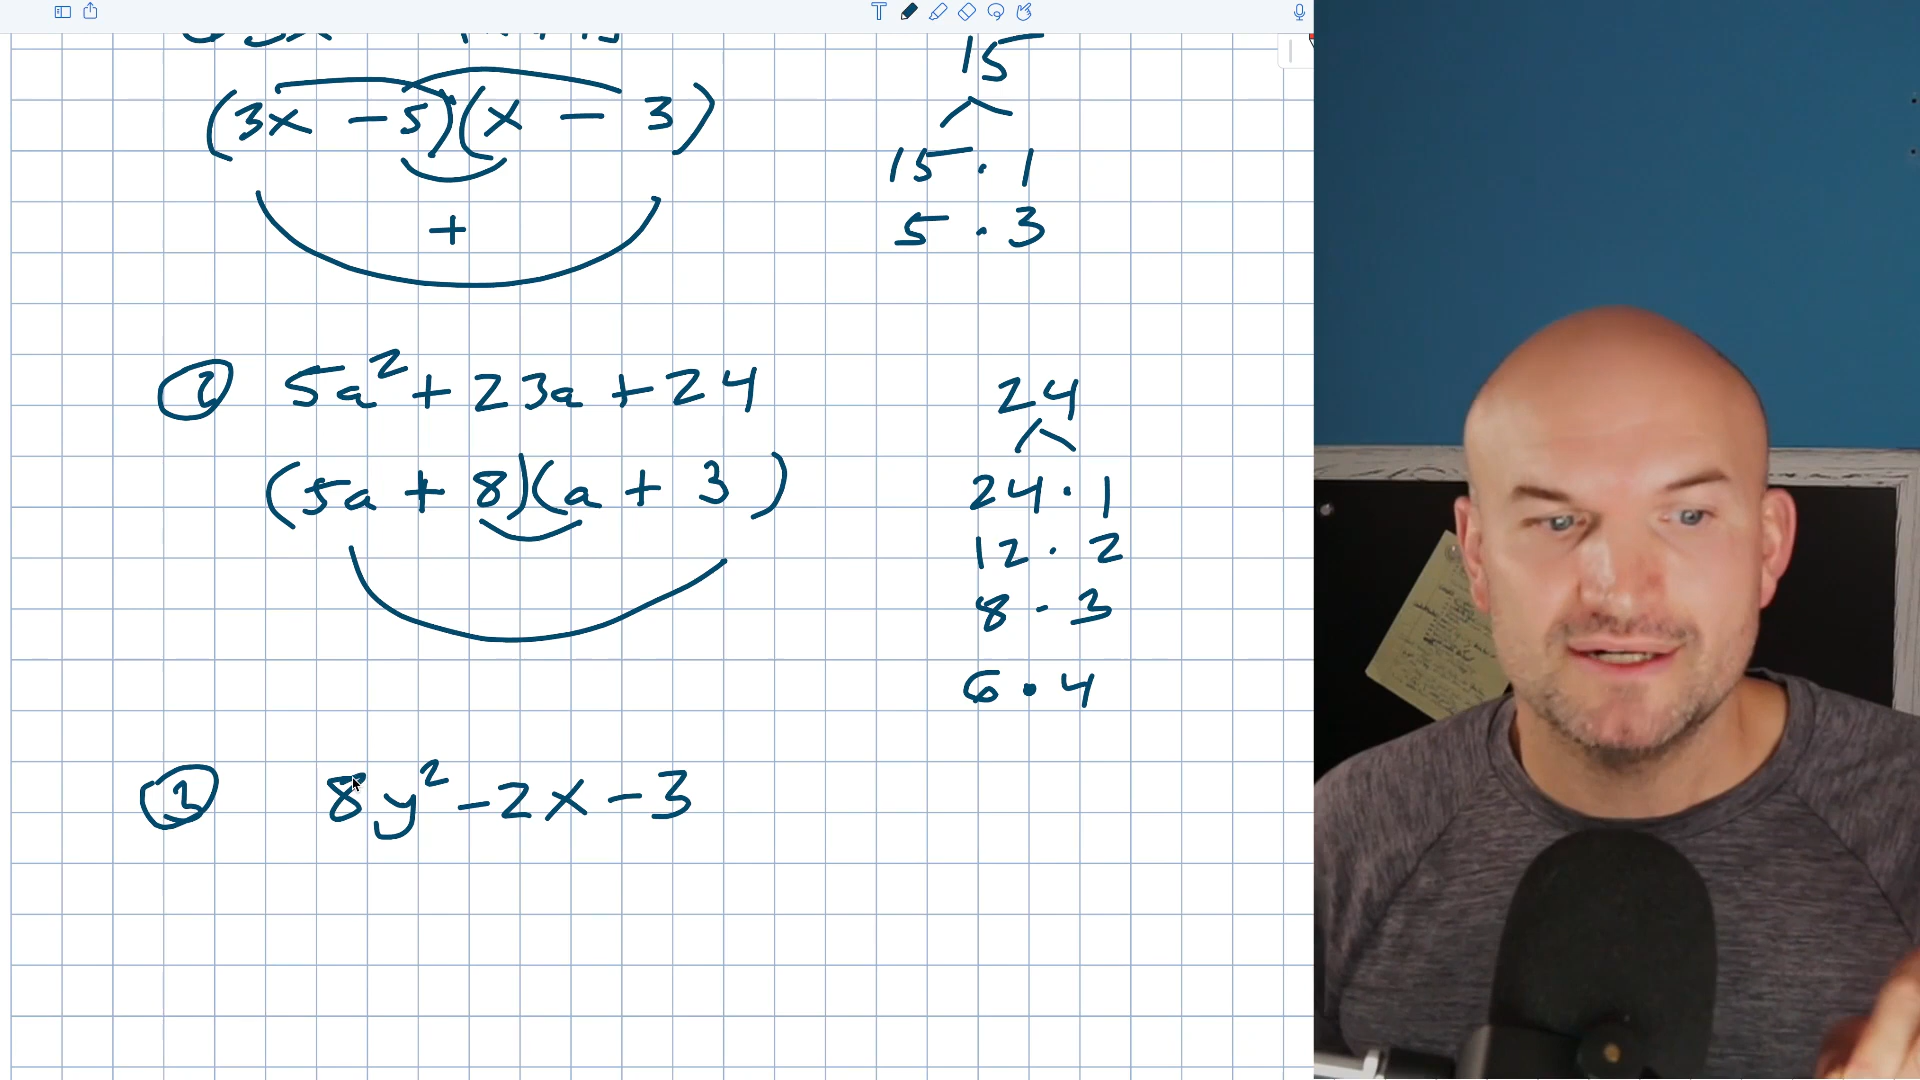 (3x - 5)(x - 3)
+
15
15 · 1
5 · 3
② 5a² + 23a + 24
(5a + 8)(a + 3)
24
24 · 1
12 · 2
8 · 3
6 · 4
③ 8y² - 2x - 3